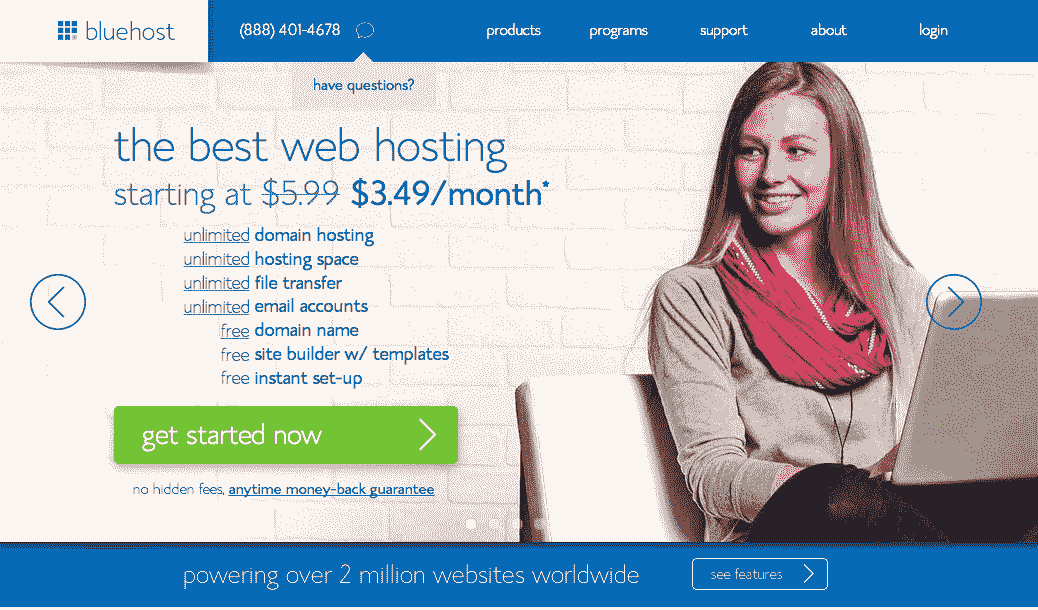 bluehost
(888) 401-4678
products
programs
support
about
login
have questions?
the best web hosting
starting at $5.99 $3.49/month*
unlimited domain hosting
unlimited hosting space
unlimited file transfer
unlimited email accounts
free domain name
free site builder w/ templates
free instant set-up
get started now
no hidden fees, anytime money-back guarantee
powering over 2 million websites worldwide
see features